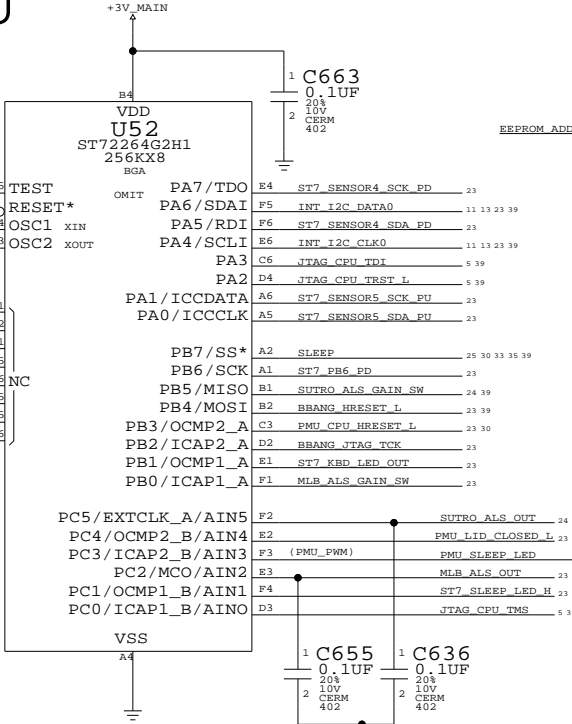 +3V_MAIN
B4
VDD
U52
ST72264G2H1
256KX8
BGA
OMIT
1 C663
0.1UF
20%
10V
2 CERM
402
EEPROM_ADD
TEST
RESET*
OSC1 XIN
OSC2 XOUT
NC
PA7/TDO E4 ST7_SENSOR4_SCK_PD 23
PA6/SDAI F5 INT_I2C_DATA0 11 13 23 39
PA5/RDI F6 ST7_SENSOR4_SDA_PD 23
PA4/SCLI E6 INT_I2C_CLK0 11 13 23 39
PA3 C6 JTAG_CPU_TDI 5 39
PA2 D4 JTAG_CPU_TRST_L 5 39
PA1/ICCDATA A6 ST7_SENSOR5_SCK_PU 23
PA0/ICCCLK A5 ST7_SENSOR5_SDA_PU 23
PB7/SS* A2 SLEEP 25 30 33 35 39
PB6/SCK A1 ST7_PB6_PD 23
PB5/MISO B1 SUTRO_ALS_GAIN_SW 24 39
PB4/MOSI B2 BBANG_HRESET_L 23 39
PB3/OCMP2_A C3 PMU_CPU_HRESET_L 23 30
PB2/ICAP2_A D2 BBANG_JTAG_TCK 23
PB1/OCMP1_A E1 ST7_KBD_LED_OUT 23
PB0/ICAP1_A F1 MLB_ALS_GAIN_SW 23
PC5/EXTCLK_A/AIN5 F2 SUTRO_ALS_OUT 24
PC4/OCMP2_B/AIN4 E2 PMU_LID_CLOSED_L 23
PC3/ICAP2_B/AIN3 F3 (PMU_PWM) PMU_SLEEP_LED
PC2/MCO/AIN2 E3 MLB_ALS_OUT 23
PC1/OCMP1_B/AIN1 F4 ST7_SLEEP_LED_H 23
PC0/ICAP1_B/AIN0 D3 JTAG_CPU_TMS 5 3
VSS
A4
1 C655
0.1UF
20%
10V
2 CERM
402
1 C636
0.1UF
20%
10V
2 CERM
402